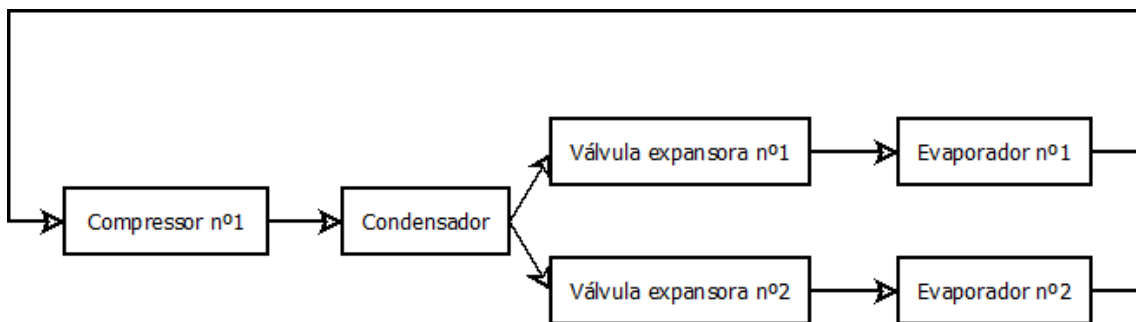 Válvula expansora nº1
Evaporador nº1
Compressor nº1
Condensador
Válvula expansora nº2
Evaporador nº2